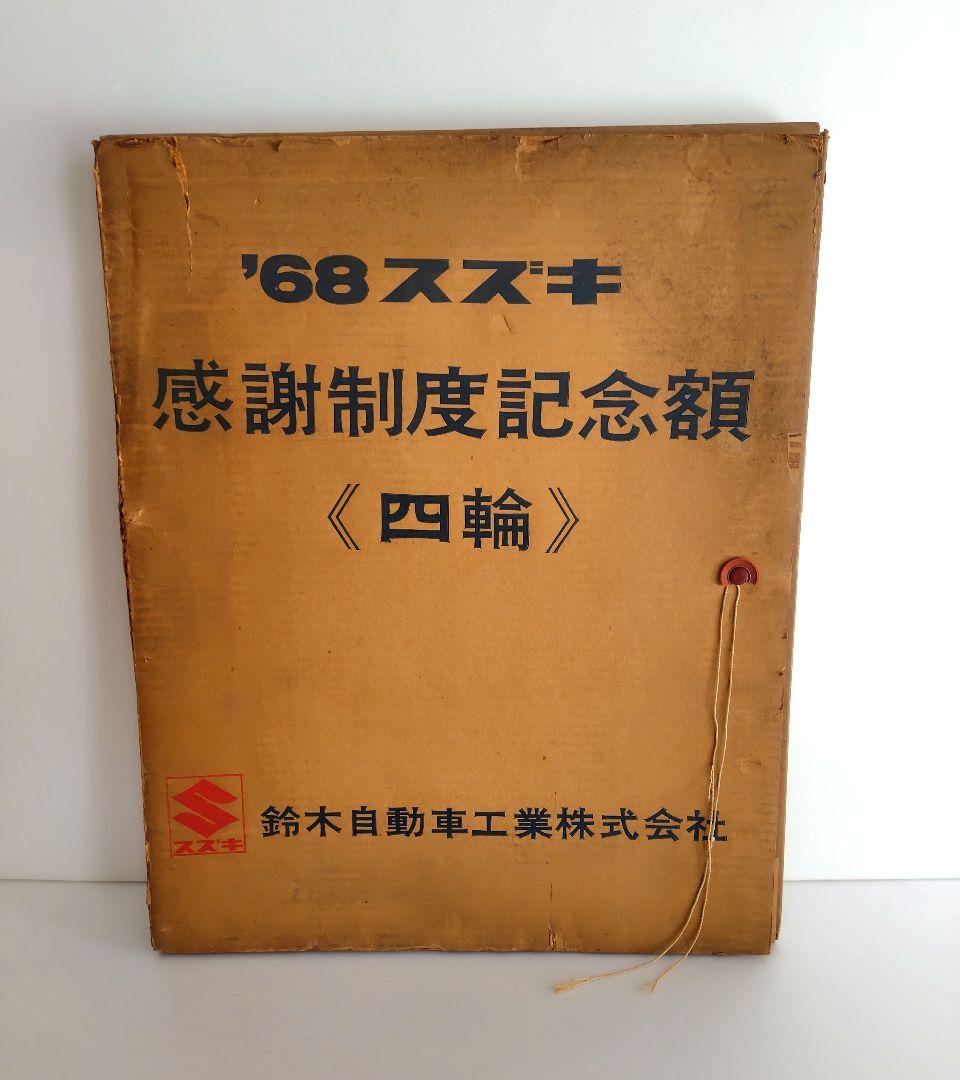 '68スズキ
感謝制度記念額
《四輪》
スズキ
鈴木自動車工業株式会社